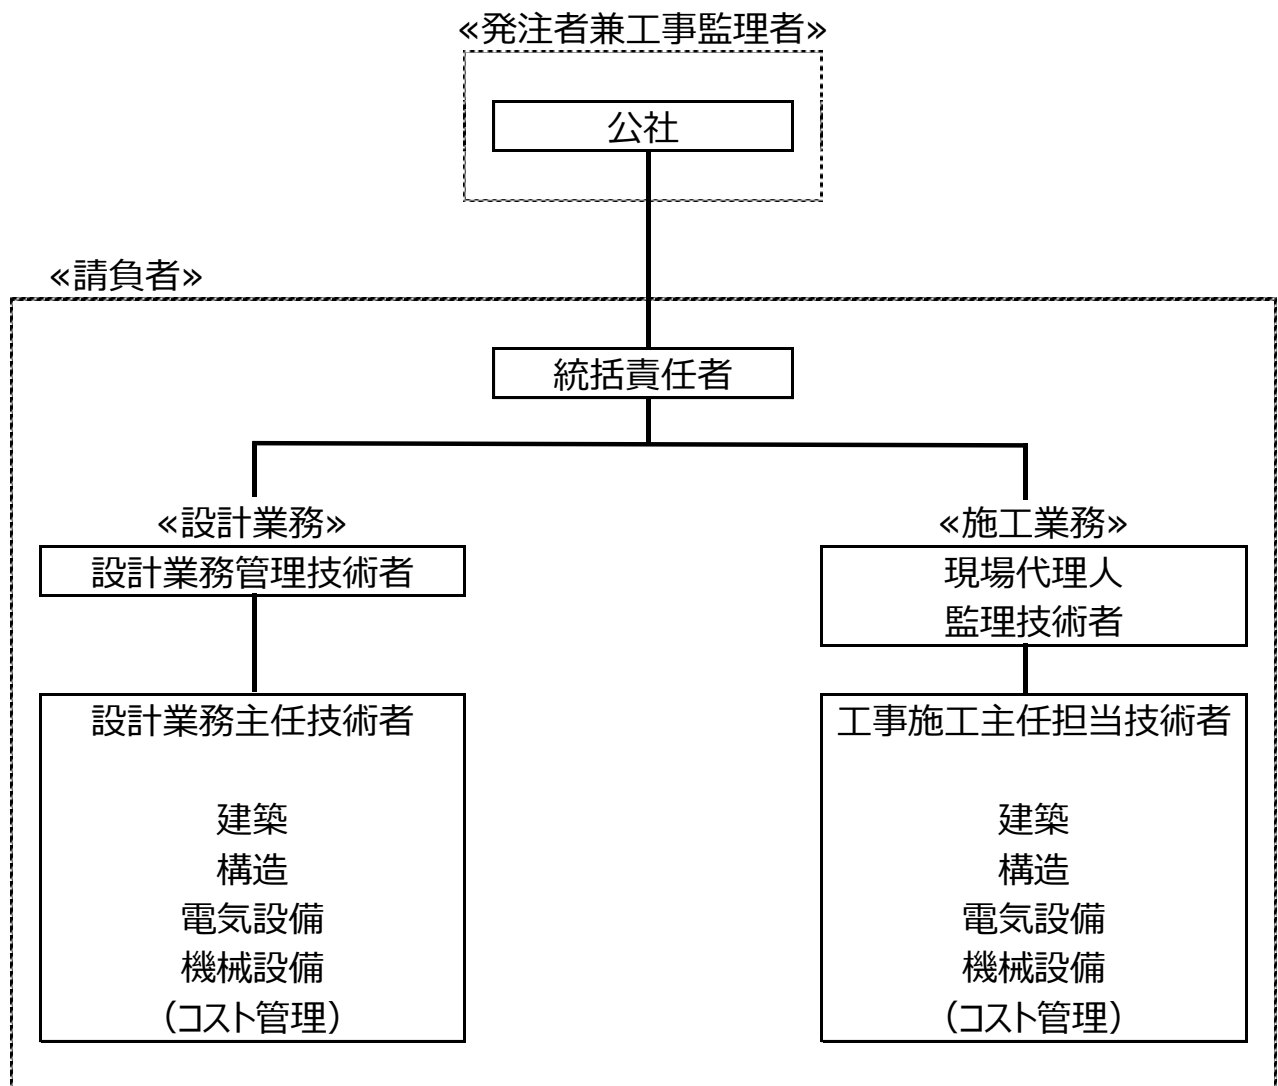 «発注者兼工事監理者»
公社
«請負者»
統括責任者
«設計業務»
設計業務管理技術者
設計業務主任技術者
建築
構造
電気設備
機械設備
（コスト管理）
«施工業務»
現場代理人
監理技術者
工事施工主任担当技術者
建築
構造
電気設備
機械設備
（コスト管理）